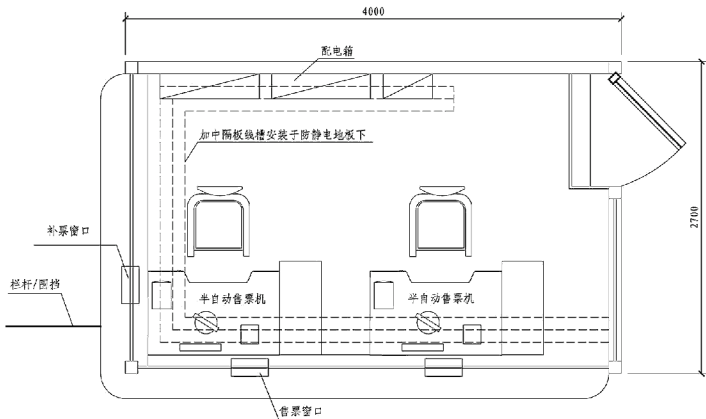 4000
配电箱
加中隔板线槽安装于防静电地板下
2700
补票窗口
栏杆/围挡
半自动售票机
半自动售票机
售票窗口